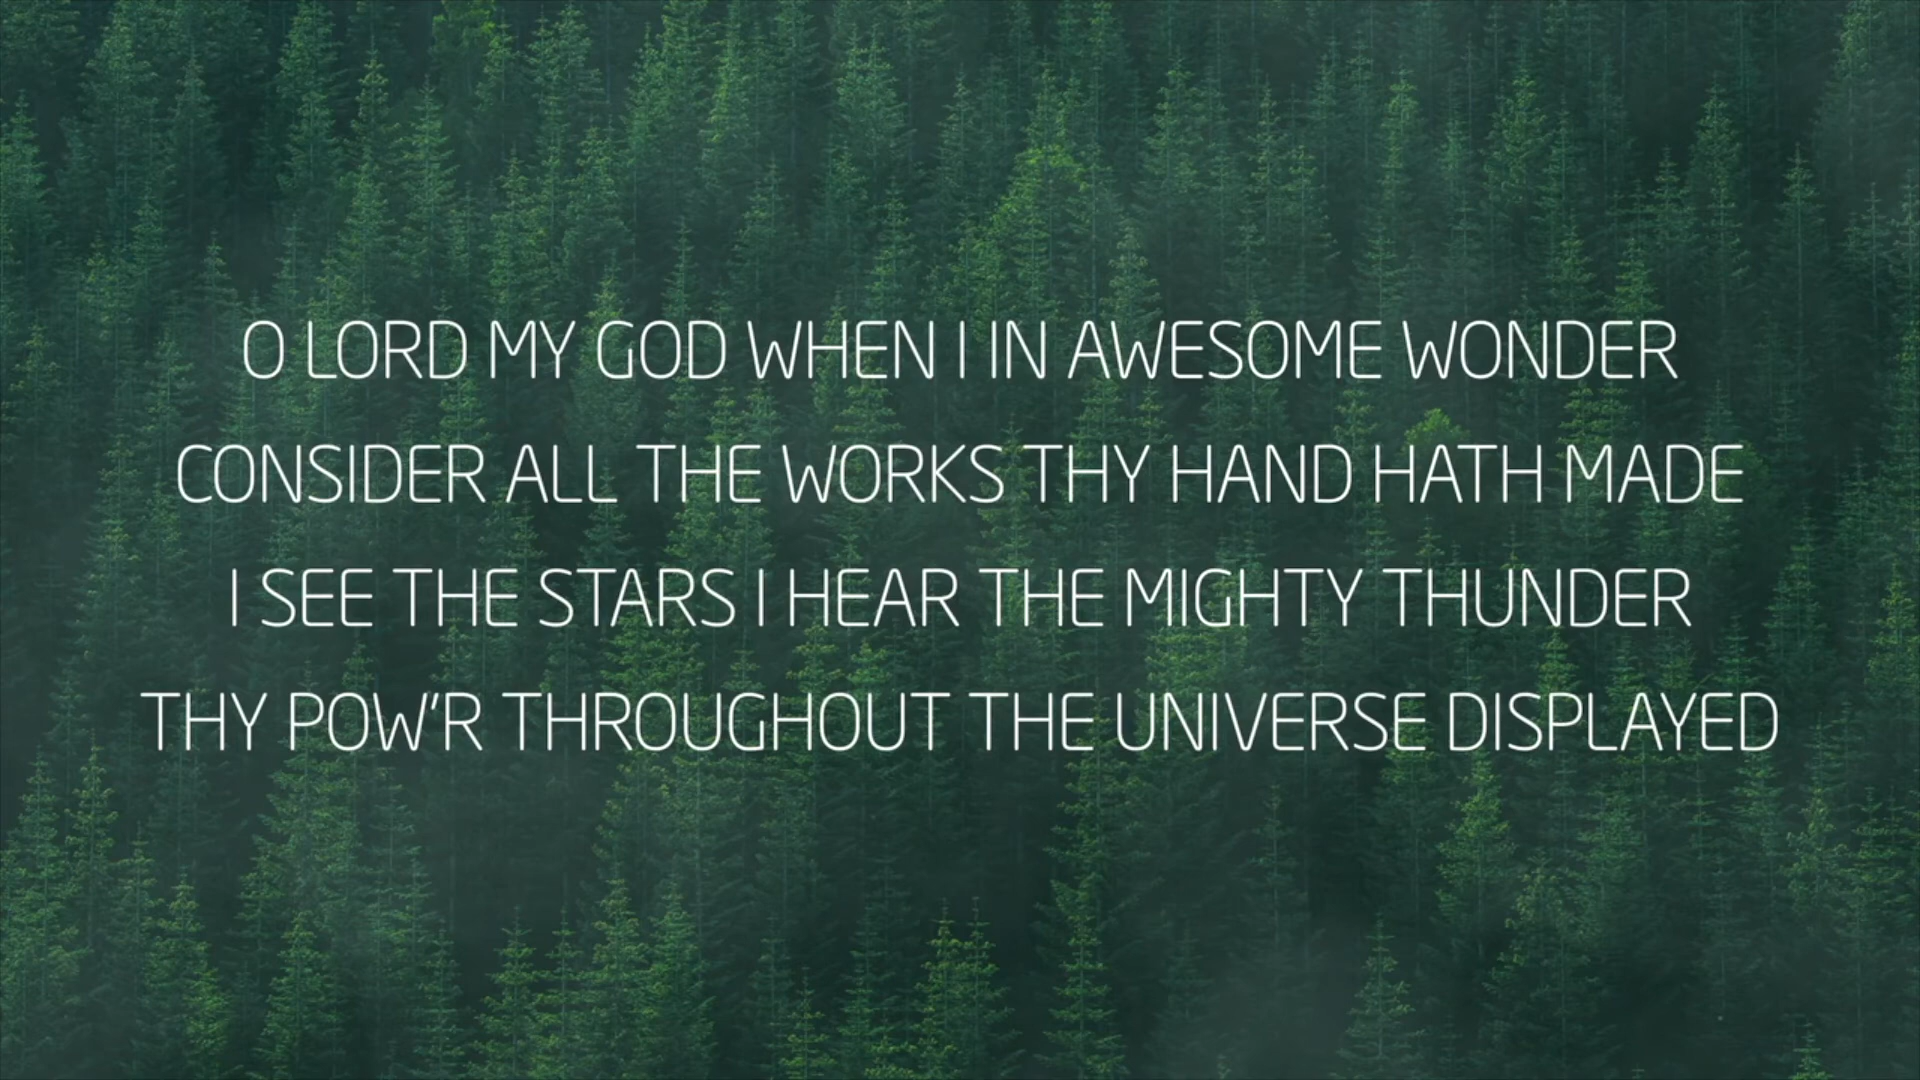 O LORD MY GOD WHEN I IN AWESOME WONDER
CONSIDER ALL THE WORKS THY HAND HATH MADE
I SEE THE STARS I HEAR THE MIGHTY THUNDER
THY POW'R THROUGHOUT THE UNIVERSE DISPLAYED